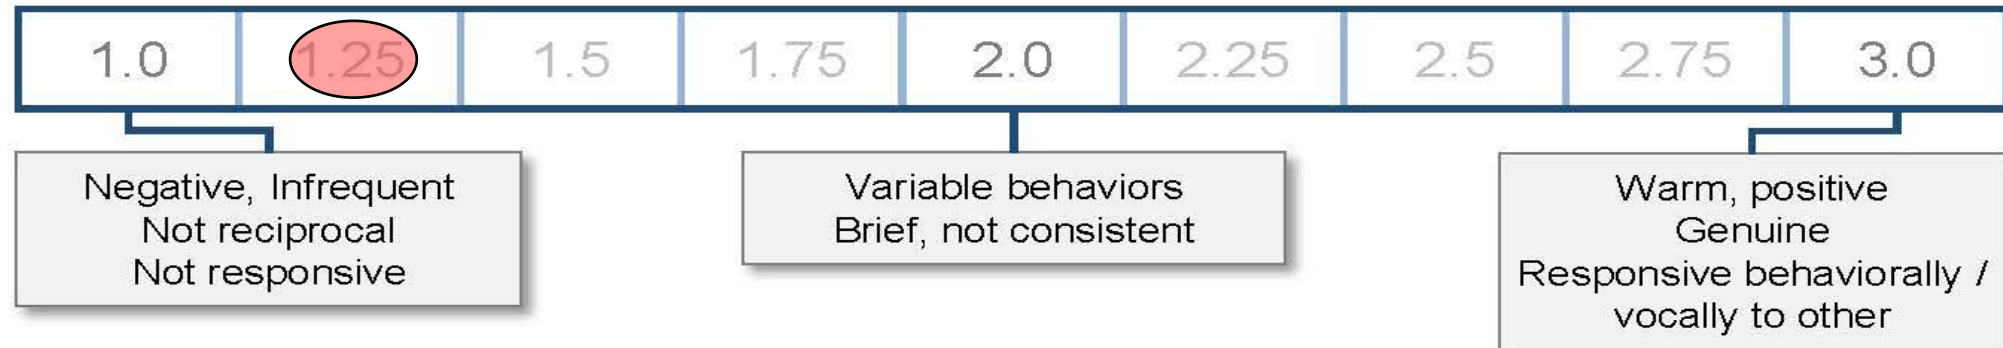 1.0 1.25 1.5 1.75 2.0 2.25 2.5 2.75 3.0
Negative, Infrequent
Not reciprocal
Not responsive
Variable behaviors
Brief, not consistent
Warm, positive
Genuine
Responsive behaviorally /
vocally to other